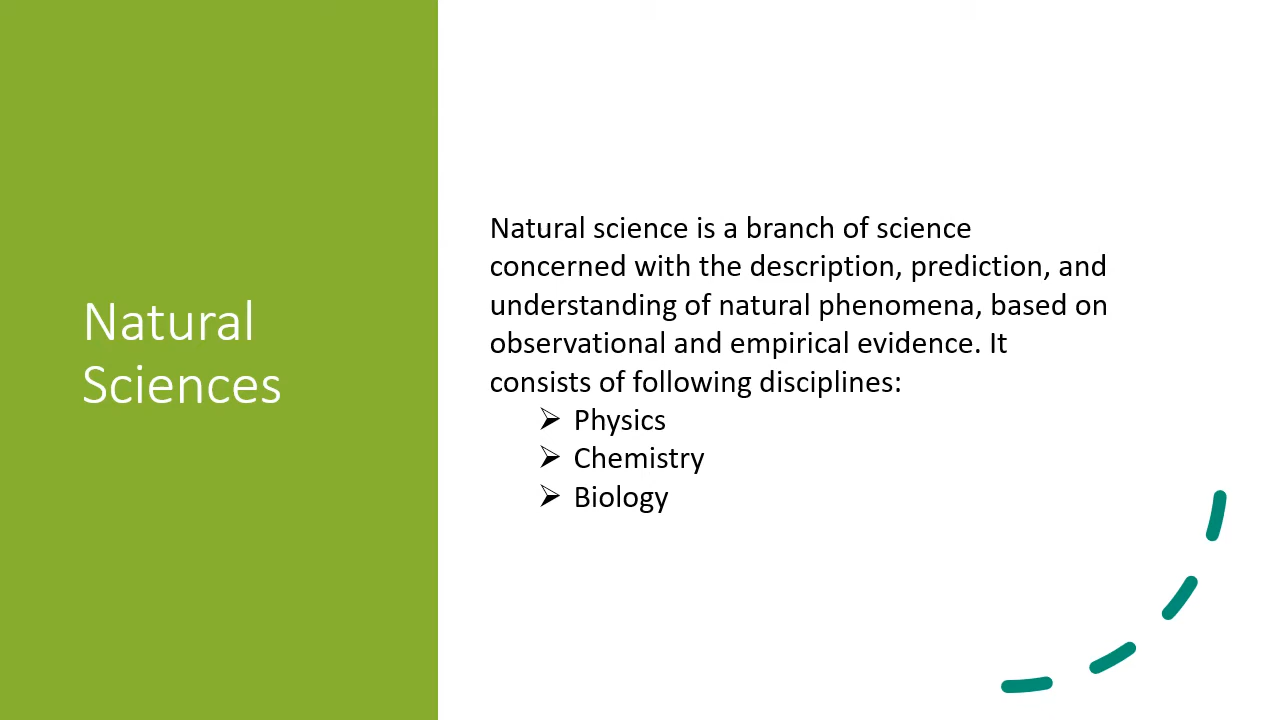 Natural
Sciences
Natural science is a branch of science
concerned with the description, prediction, and
understanding of natural phenomena, based on
observational and empirical evidence. It
consists of following disciplines:
➢ Physics
➢ Chemistry
➢ Biology